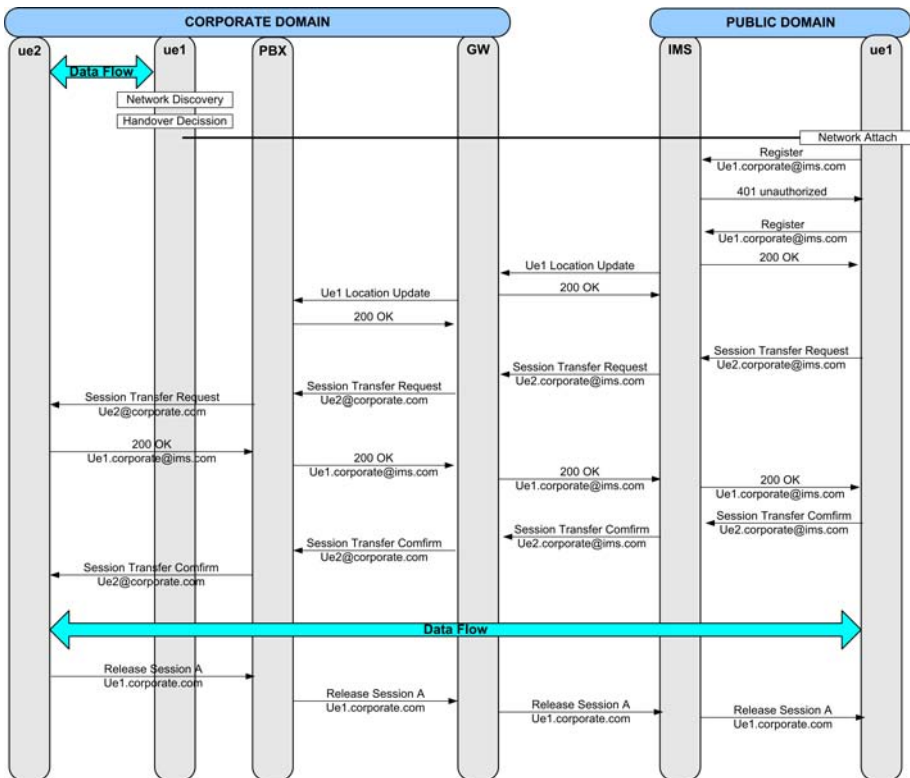 CORPORATE DOMAIN
PUBLIC DOMAIN
ue2
ue1
PBX
GW
IMS
ue1
Data Flow
Network Discovery
Handover Decission
Network Attach
Register
Ue1.corporate@ims.com
401 unauthorized
Register
Ue1.corporate@ims.com
200 OK
Ue1 Location Update
200 OK
Ue1 Location Update
200 OK
Session Transfer Request
Ue2.corporate@ims.com
Session Transfer Request
Ue2.corporate@ims.com
Session Transfer Request
Ue2@corporate.com
Session Transfer Request
Ue2@corporate.com
200 OK
Ue1.corporate@ims.com
200 OK
Ue1.corporate@ims.com
200 OK
Ue1.corporate@ims.com
200 OK
Ue1.corporate@ims.com
Session Transfer Comfirm
Ue2.corporate@ims.com
Session Transfer Comfirm
Ue2.corporate@ims.com
Session Transfer Comfirm
Ue2@corporate.com
Session Transfer Comfirm
Ue2@corporate.com
Data Flow
Release Session A
Ue1.corporate.com
Release Session A
Ue1.corporate.com
Release Session A
Ue1.corporate.com
Release Session A
Ue1.corporate.com